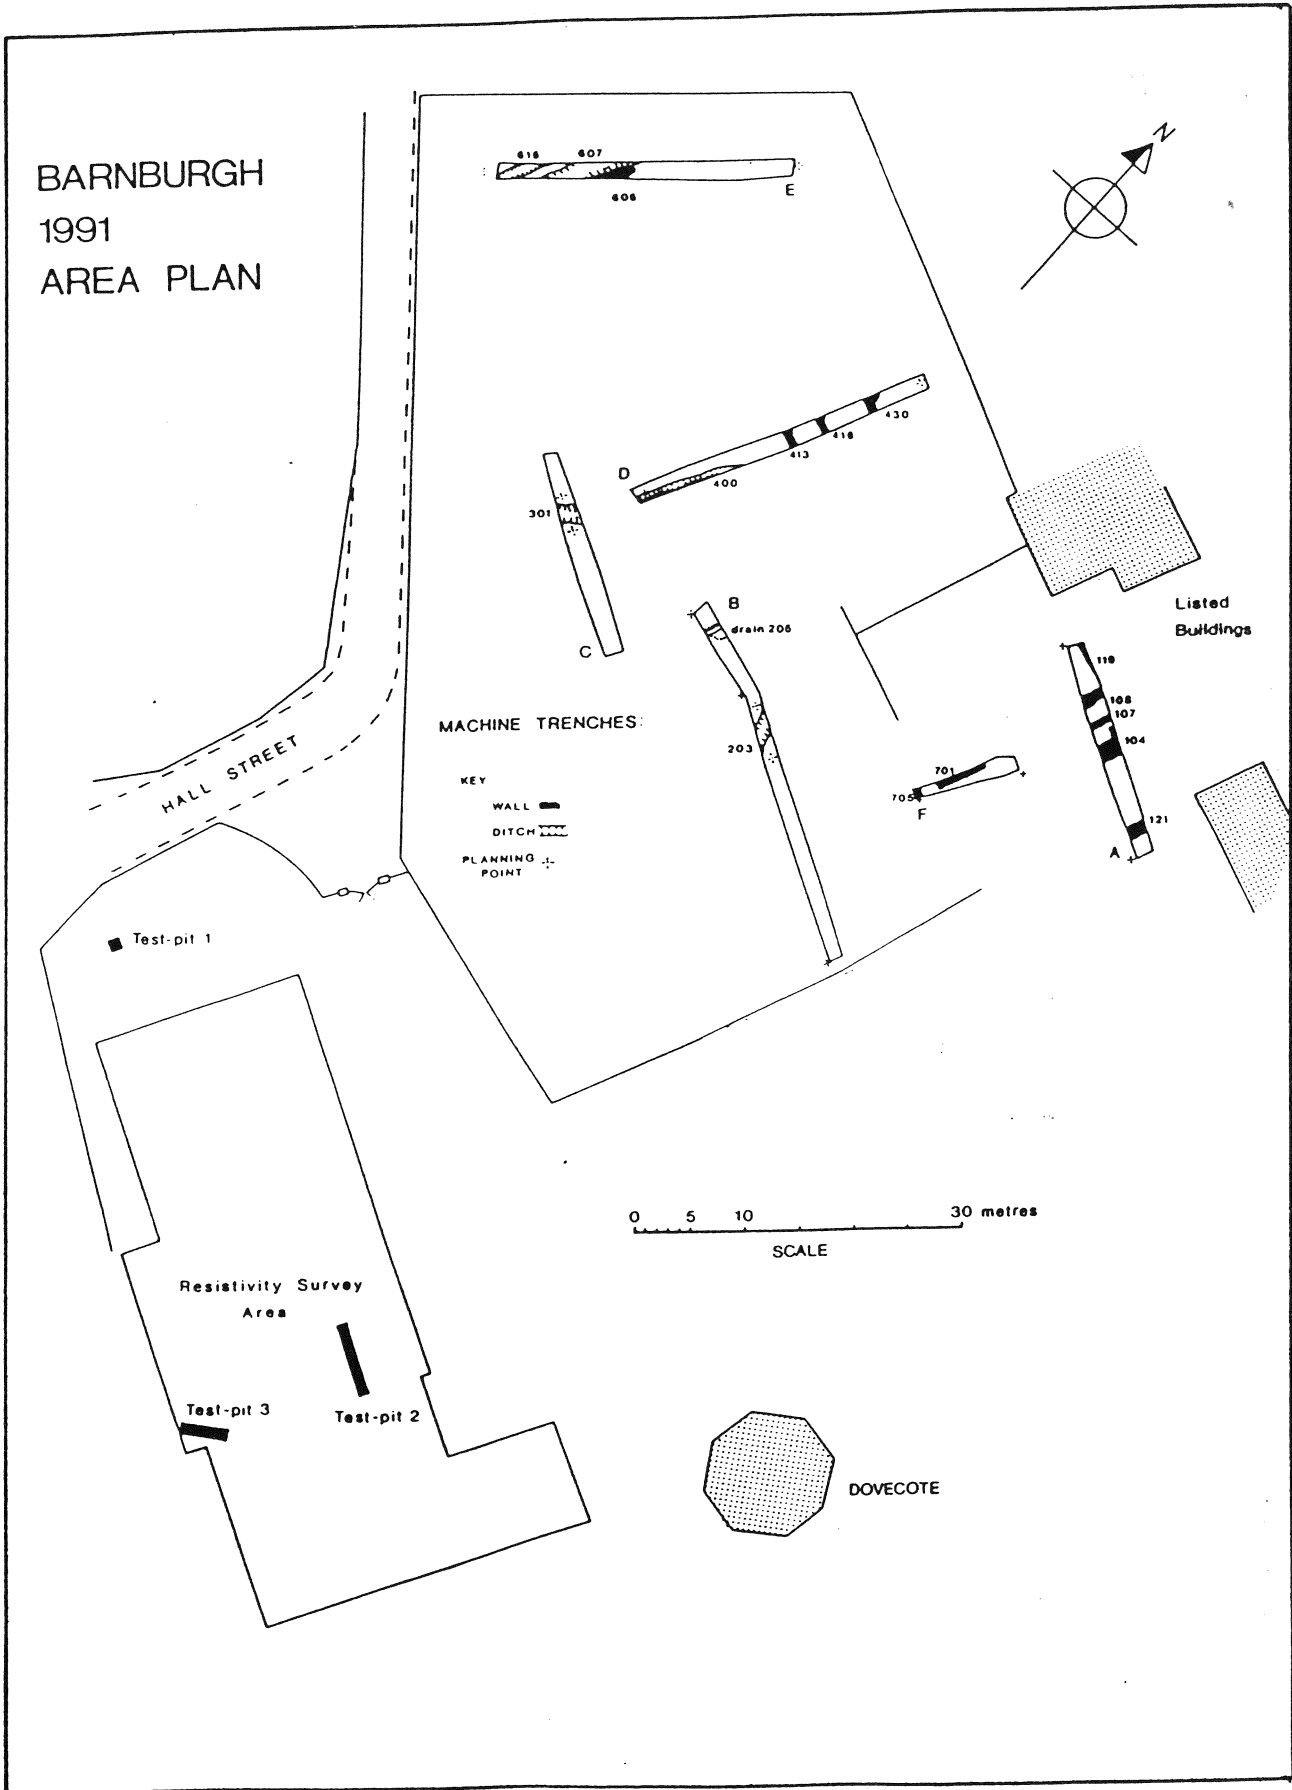 BARNBURGH
1991
AREA PLAN
N
616 607
606
E
D
430
418
413
400
301
C
B
drain 205
203
Listed
Buildings
119
108
107
104
121
A
701
705
F
HALL STREET
MACHINE TRENCHES:
KEY
WALL
DITCH
PLANNING
POINT
Test-pit 1
0 5 10 30 metres
SCALE
Resistivity Survey
Area
Test-pit 3
Test-pit 2
DOVECOTE